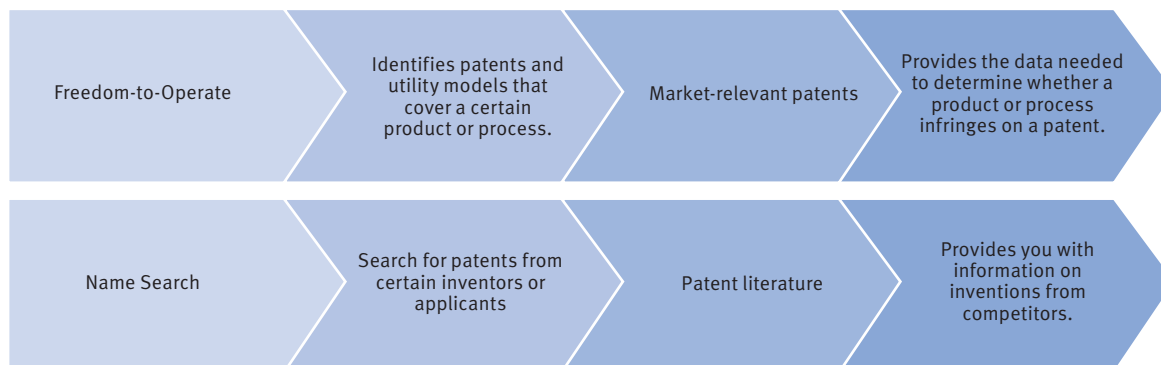 Freedom-to-Operate
Identifies patents and
utility models that
cover a certain
product or process.
Market-relevant patents
Provides the data needed
to determine whether a
product or process
infringes on a patent.
Name Search
Search for patents from
certain inventors or
applicants
Patent literature
Provides you with
information on
inventions from
competitors.